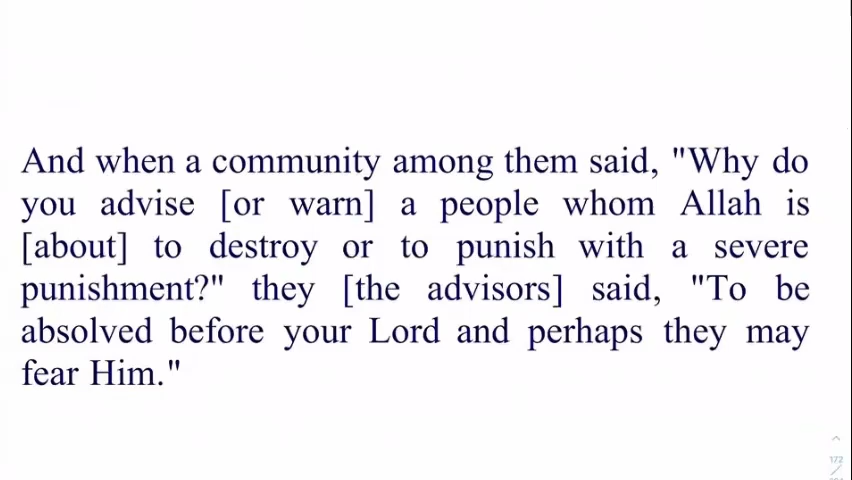 And when a community among them said, "Why do
you advise [or warn] a people whom Allah is
[about] to destroy or to punish with a severe
punishment?" they [the advisors] said, "To be
absolved before your Lord and perhaps they may
fear Him."
172